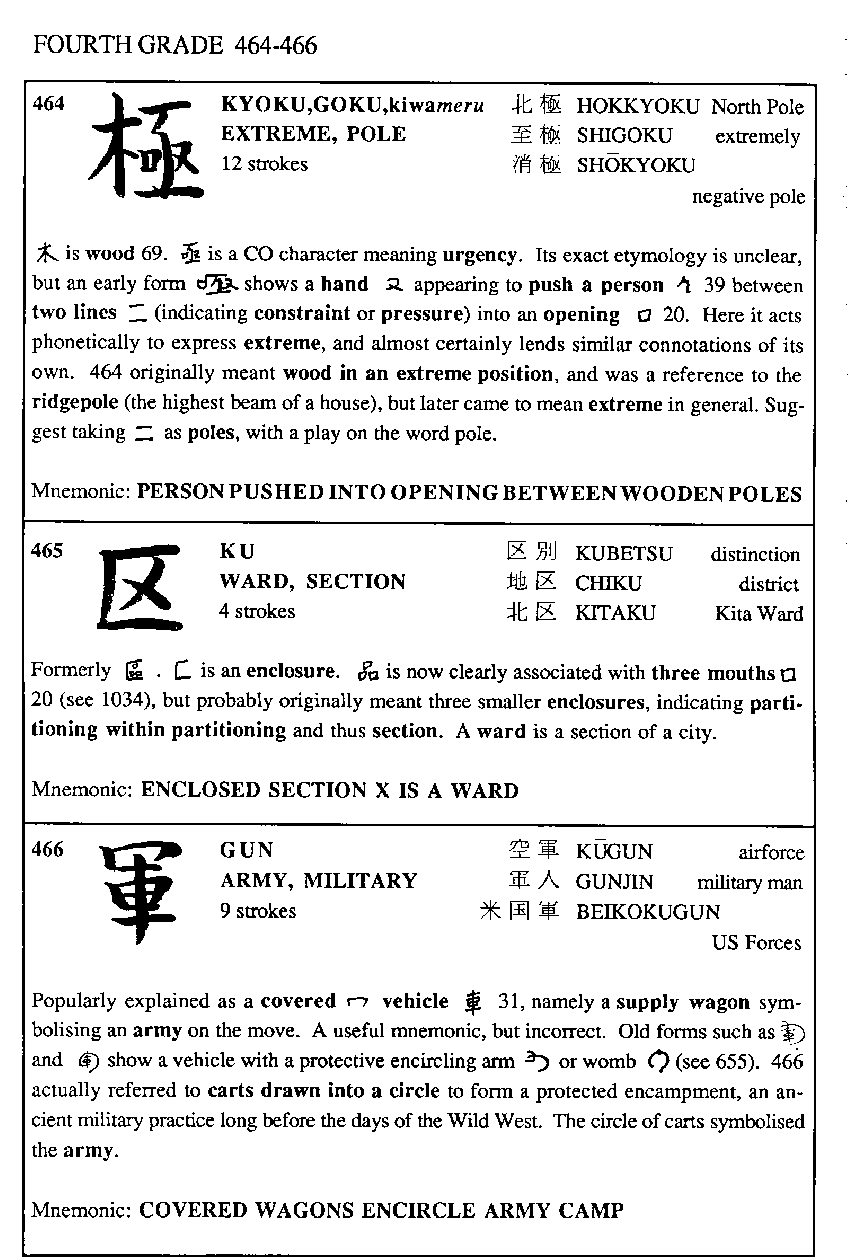 FOURTH GRADE 464-466
464 極 KYOKU,GOKU,kiwameru 北極 HOKKYOKU North Pole
EXTREME, POLE 至極 SHIGOKU extremely
12 strokes 消極 SHŌKYOKU
negative pole
木 is wood 69. 亟 is a CO character meaning urgency. Its exact etymology is unclear,
but an early form shows a hand 又 appearing to push a person 39 between
two lines 二 (indicating constraint or pressure) into an opening 口 20. Here it acts
phonetically to express extreme, and almost certainly lends similar connotations of its
own. 464 originally meant wood in an extreme position, and was a reference to the
ridgepole (the highest beam of a house), but later came to mean extreme in general. Sug-
gest taking 二 as poles, with a play on the word pole.
Mnemonic: PERSON PUSHED INTO OPENING BETWEEN WOODEN POLES
465 区 KU 区別 KUBETSU distinction
WARD, SECTION 地区 CHIKU district
4 strokes 北区 KITAKU Kita Ward
Formerly 區 . 匚 is an enclosure. 品 is now clearly associated with three mouths 口
20 (see 1034), but probably originally meant three smaller enclosures, indicating parti-
tioning within partitioning and thus section. A ward is a section of a city.
Mnemonic: ENCLOSED SECTION X IS A WARD
466 軍 GUN 空軍 KŪGUN airforce
ARMY, MILITARY 軍人 GUNJIN military man
9 strokes 米国軍 BEIKOKUGUN
US Forces
Popularly explained as a covered 冖 vehicle 車 31, namely a supply wagon sym-
bolising an army on the move. A useful mnemonic, but incorrect. Old forms such as
and show a vehicle with a protective encircling arm or womb (see 655). 466
actually referred to carts drawn into a circle to form a protected encampment, an an-
cient military practice long before the days of the Wild West. The circle of carts symbolised
the army.
Mnemonic: COVERED WAGONS ENCIRCLE ARMY CAMP